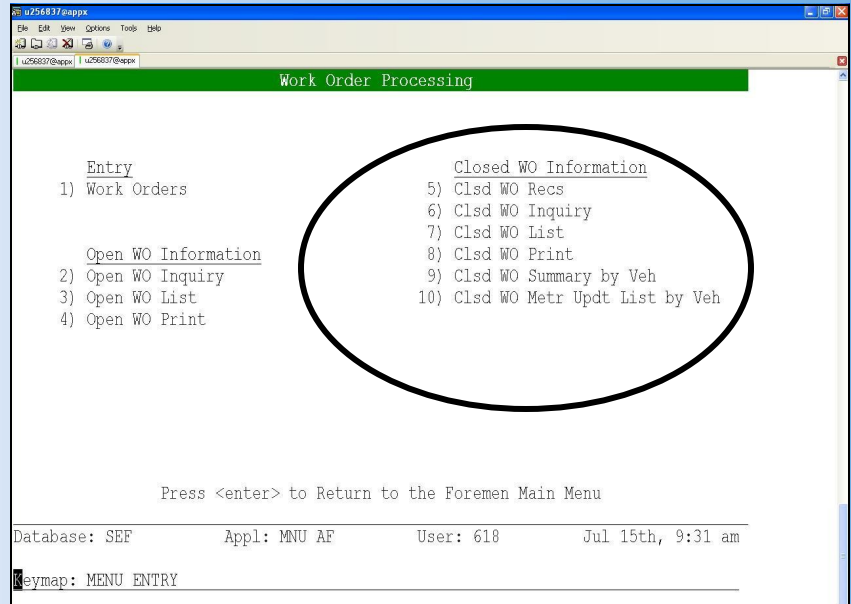 u256837@appx
File Edit View Options Tools Help
u256837@appx u256837@appx
Work Order Processing
Entry
1) Work Orders
Open WO Information
2) Open WO Inquiry
3) Open WO List
4) Open WO Print
Closed WO Information
5) Clsd WO Recs
6) Clsd WO Inquiry
7) Clsd WO List
8) Clsd WO Print
9) Clsd WO Summary by Veh
10) Clsd WO Metr Updt List by Veh
Press <enter> to Return to the Foremen Main Menu
Database: SEF Appl: MNU AF User: 618 Jul 15th, 9:31 am
Keymap: MENU ENTRY